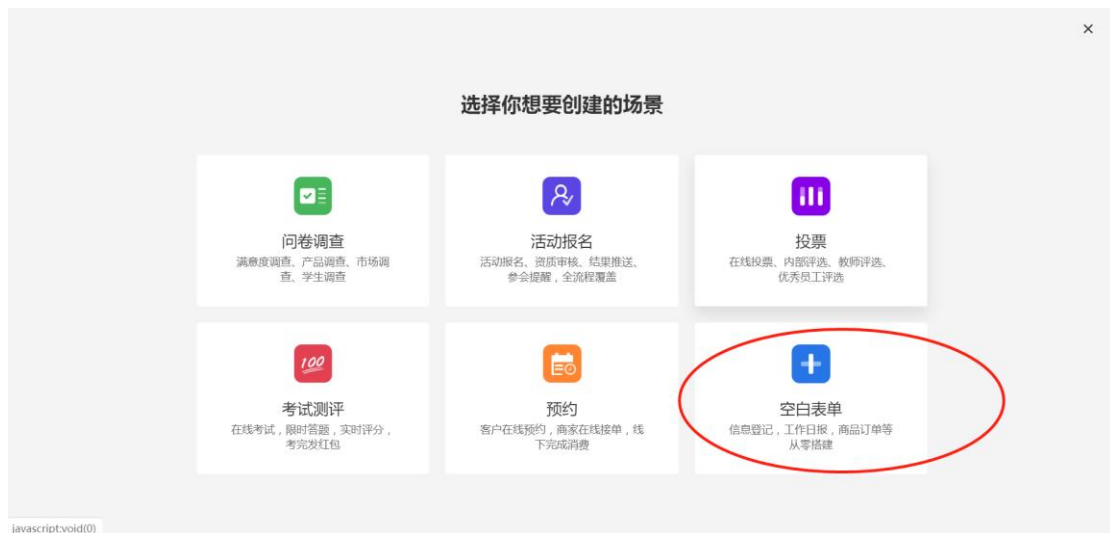 ×
选择你想要创建的场景
问卷调查
满意度调查、产品调查、市场调
查、学生调查
活动报名
活动报名、资质审核、结果推送、
参会提醒，全流程覆盖
投票
在线投票、内部评选、教师评选、
优秀员工评选
100
考试测评
在线考试，限时答题，实时评分，
考完发红包
预约
客户在线预约，商家在线接单，线
下完成消费
空白表单
信息登记，工作日报，商品订单等
从零搭建
javascript:void(0)